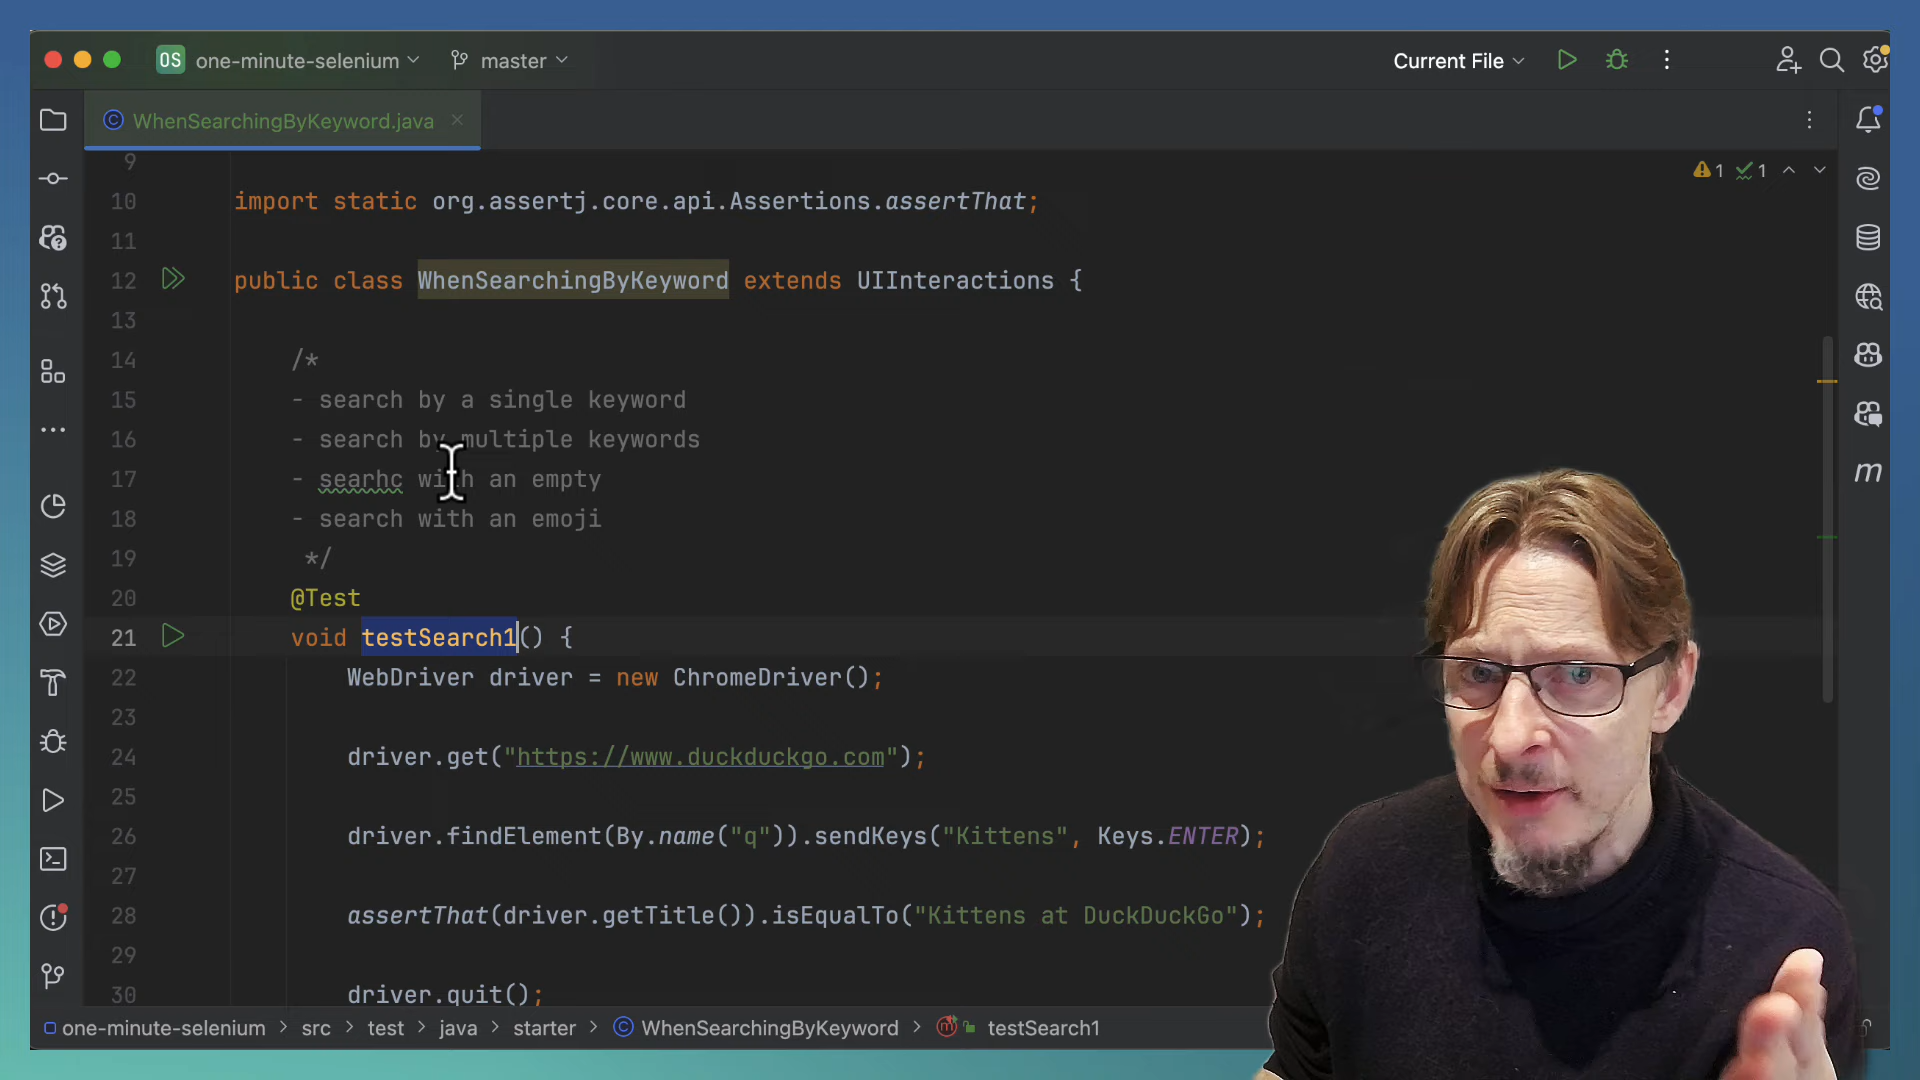 OS one-minute-selenium master Current File
WhenSearchingByKeyword.java
9
1 1
10 import static org.assertj.core.api.Assertions.assertThat;
11
12 public class WhenSearchingByKeyword extends UIInteractions {
13
14 /*
15 - search by a single keyword
16 - search by multiple keywords
17 - searhc with an empty
18 - search with an emoji
19 */
20 @Test
21 void testSearch1() {
22 WebDriver driver = new ChromeDriver();
23
24 driver.get("https://www.duckduckgo.com");
25
26 driver.findElement(By.name("q")).sendKeys("Kittens", Keys.ENTER);
27
28 assertThat(driver.getTitle()).isEqualTo("Kittens at DuckDuckGo");
29
30 driver.quit();
one-minute-selenium > src > test > java > starter > WhenSearchingByKeyword > testSearch1